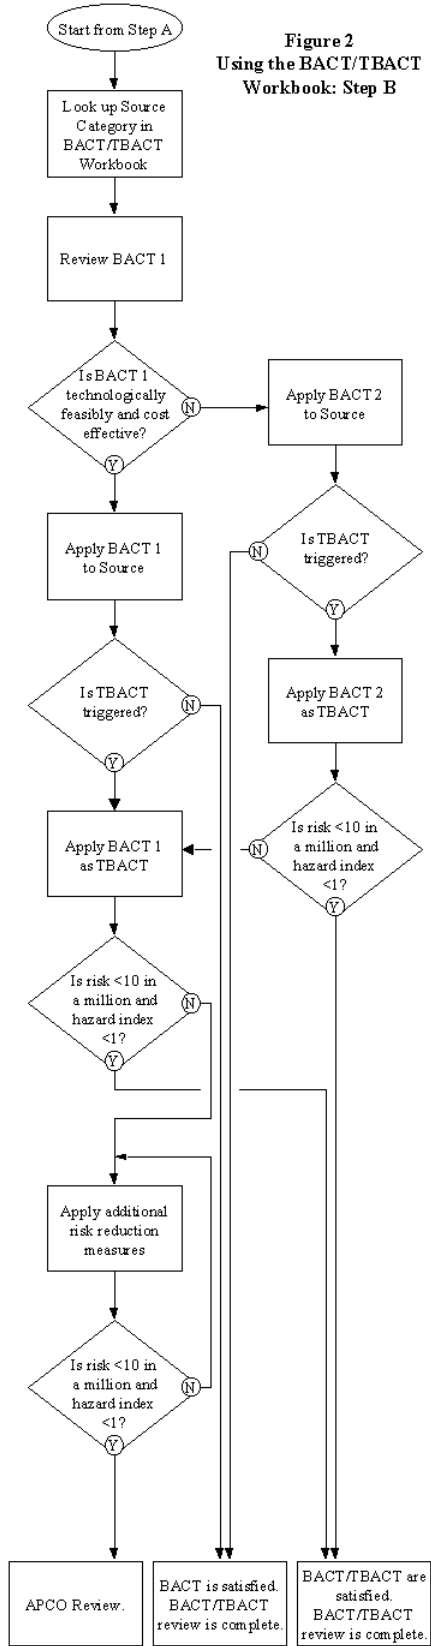 Start from Step A
Figure 2
Using the BACT/TBACT
Workbook: Step B
Look up Source
Category in
BACT/TBACT
Workbook
Review BACT 1
Is BACT 1
technologically
feasibly and cost
effective?
N
Y
Apply BACT 2
to Source
Apply BACT 1
to Source
Is TBACT
triggered?
N
Y
Is TBACT
triggered?
N
Y
Apply BACT 2
as TBACT
Apply BACT 1
as TBACT
Is risk <10 in
a million and
hazard index
<1?
N
Y
Is risk <10 in
a million and
hazard index
<1?
N
Y
Apply additional
risk reduction
measures
Is risk <10 in
a million and
hazard index
<1?
N
Y
APCO Review.
BACT is satisfied.
BACT/TBACT
review is complete.
BACT/TBACT are
satisfied.
BACT/TBACT
review is complete.